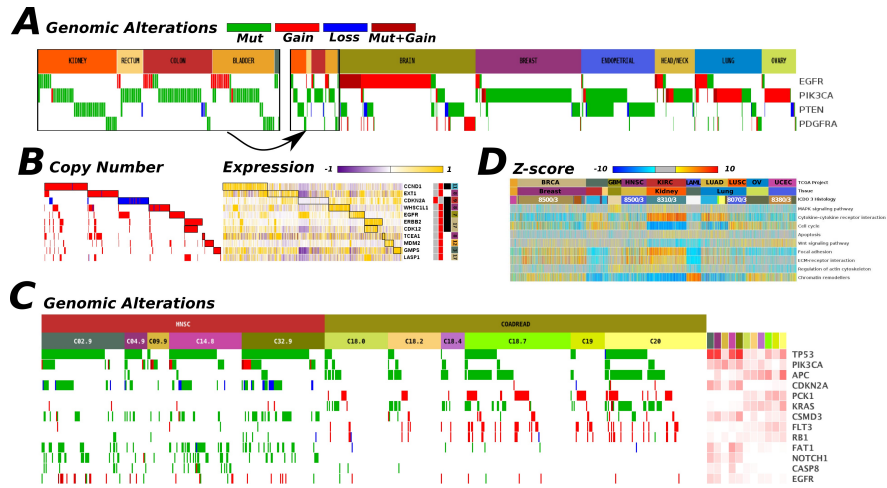 A Genomic Alterations
Mut Gain Loss Mut+Gain
KIDNEY RECTUM COLON BLADDER BRAIN BREAST ENDOMETRIAL HEAD/NECK LUNG OVARY
EGFR
PIK3CA
PTEN
PDGFRA
B Copy Number Expression -1 1
CCND1
EXT1
CDKN2A
WHSC1L1
EGFR
ERBB2
CDK12
TCEA1
MDM2
GMPS
LASP1
D Z-score -10 10
BRCA GBM HNSC KIRC LAML LUAD LUSC OV UCEC TCGA Project
Breast Kidney Lung Tissue
8500/3 8500/3 8310/3 8070/3 8380/3 ICDO 3 Histology
MAPK signaling pathway
Cytokine-cytokine receptor interaction
Cell cycle
Apoptosis
Wnt signaling pathway
Focal adhesion
ECM-receptor interaction
Regulation of actin cytoskeleton
Chromatin remodellers
C Genomic Alterations
HNSC COADREAD
C02.9 C04.9 C09.9 C14.8 C32.9 C18.0 C18.2 C18.4 C18.7 C19 C20
TP53
PIK3CA
APC
CDKN2A
PCK1
KRAS
CSMD3
FLT3
RB1
FAT1
NOTCH1
CASP8
EGFR